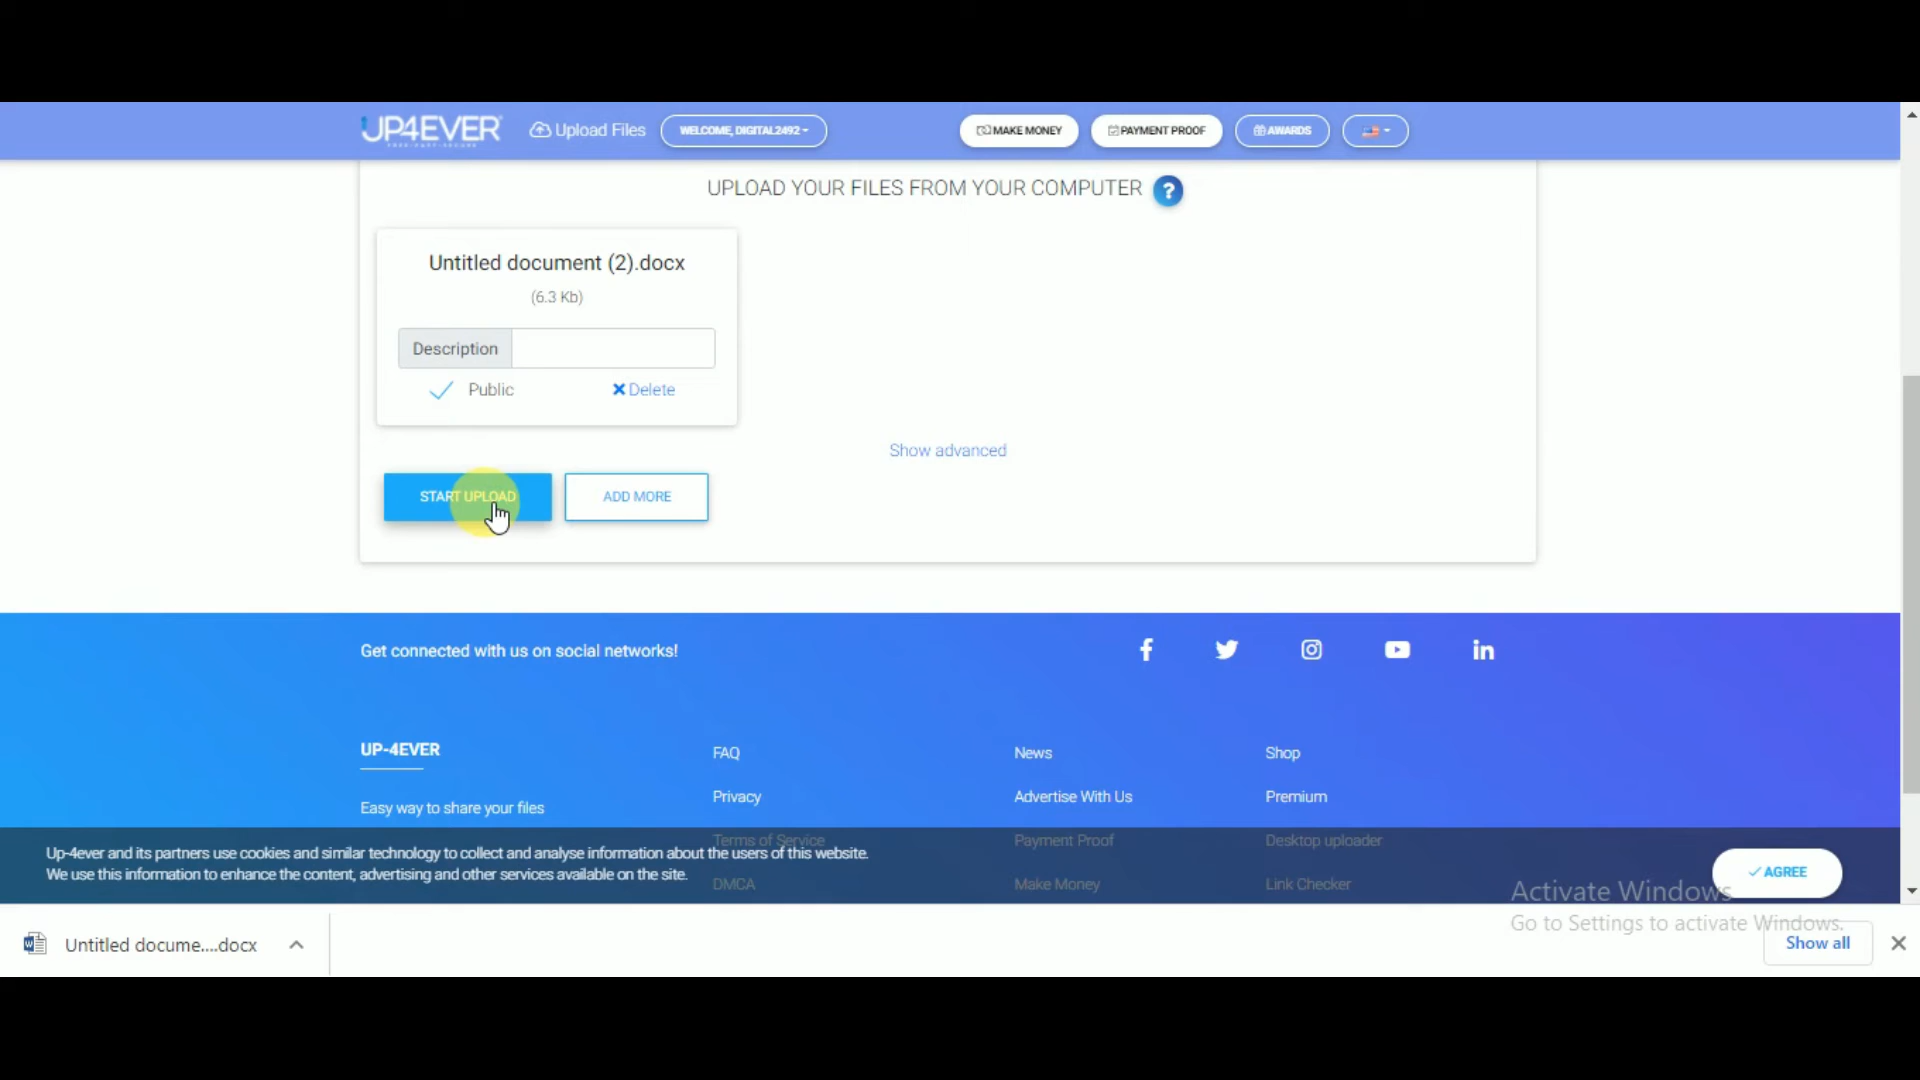 UP4EVER
FREE-FAST-SECURE
Upload Files
WELCOME, DIGITAL2492
MAKE MONEY
PAYMENT PROOF
AWARDS
UPLOAD YOUR FILES FROM YOUR COMPUTER ?
Untitled document (2).docx
(6.3 Kb)
Description
Public
Delete
Show advanced
START UPLOAD
ADD MORE
Get connected with us on social networks!
UP-4EVER
FAQ
News
Shop
Easy way to share your files
Privacy
Advertise With Us
Premium
Terms of Service
Payment Proof
Desktop uploader
Up-4ever and its partners use cookies and similar technology to collect and analyse information about the users of this website.
We use this information to enhance the content, advertising and other services available on the site.
DMCA
Make Money
Link Checker
AGREE
Activate Windows
Go to Settings to activate Windows.
Untitled docume....docx
Show all